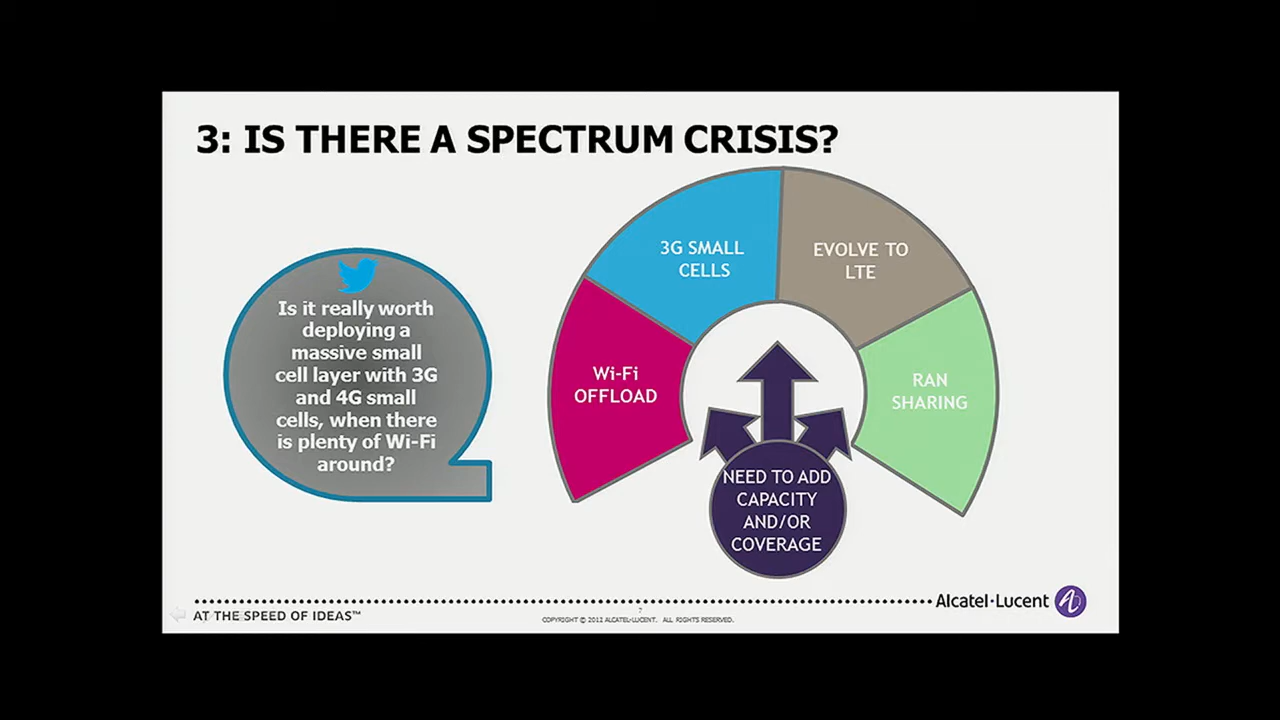 3: IS THERE A SPECTRUM CRISIS?
Is it really worth
deploying a
massive small
cell layer with 3G
and 4G small
cells, when there
is plenty of Wi-Fi
around?
Wi-Fi
OFFLOAD
3G SMALL
CELLS
EVOLVE TO
LTE
RAN
SHARING
NEED TO ADD
CAPACITY
AND/OR
COVERAGE
AT THE SPEED OF IDEAS™
7
COPYRIGHT © 2012 ALCATEL-LUCENT. ALL RIGHTS RESERVED.
Alcatel·Lucent